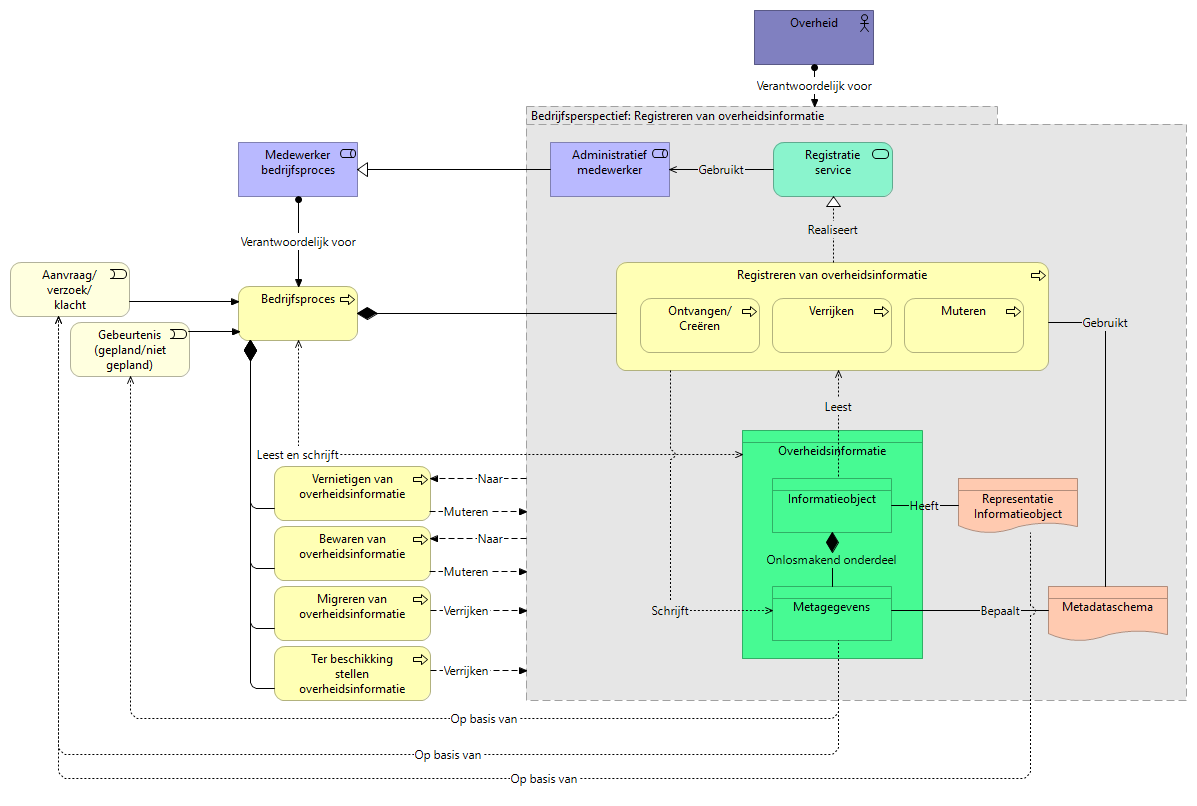 Overheid
Verantwoordelijk voor
Bedrijfsperspectief: Registreren van overheidsinformatie
Medewerker
bedrijfsproces
Administratief
medewerker
Gebruikt
Registratie
service
Verantwoordelijk voor
Realiseert
Aanvraag/
verzoek/
klacht
Bedrijfsproces
Registreren van overheidsinformatie
Ontvangen/
Creëren
Verrijken
Muteren
Gebruikt
Gebeurtenis
(gepland/niet
gepland)
Leest
Leest en schrijft
Overheidsinformatie
Vernietigen van
overheidsinformatie
Naar
Muteren
Informatieobject
Heeft
Representatie
Informatieobject
Bewaren van
overheidsinformatie
Naar
Muteren
Onlosmakend onderdeel
Migreren van
overheidsinformatie
Verrijken
Schrijft
Metagegevens
Bepaalt
Metadataschema
Ter beschikking
stellen
overheidsinformatie
Verrijken
Op basis van
Op basis van
Op basis van